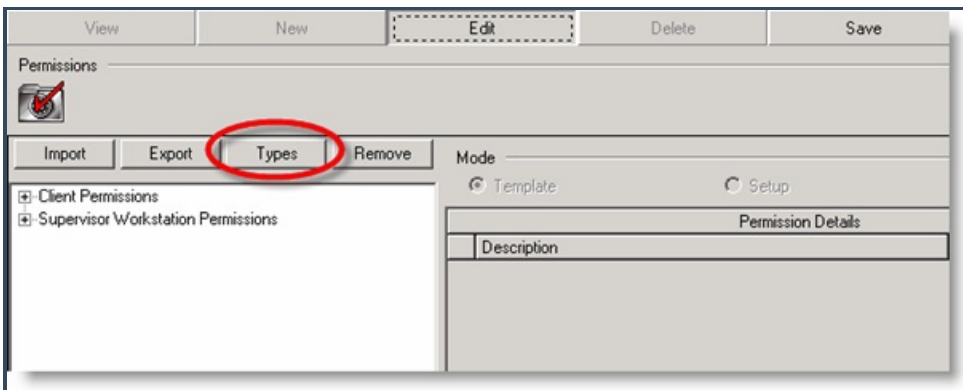 View New Edit Delete Save
Permissions
Import Export Types Remove
Mode
Template Setup
Client Permissions
Supervisor Workstation Permissions
Permission Details
Description